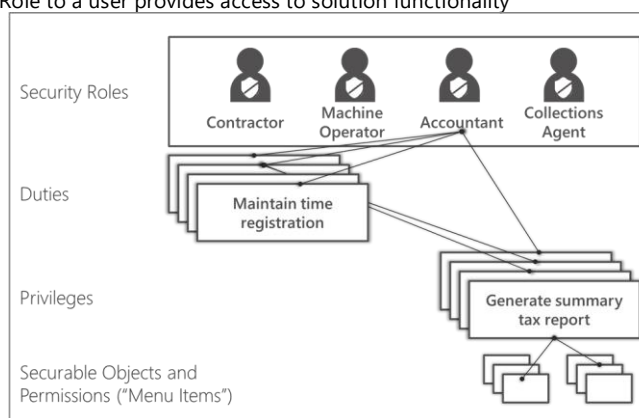 Role to a user provides access to solution functionality
Security Roles
Contractor
Machine
Operator
Accountant
Collections
Agent
Duties
Maintain time
registration
Privileges
Generate summary
tax report
Securable Objects and
Permissions ("Menu Items")